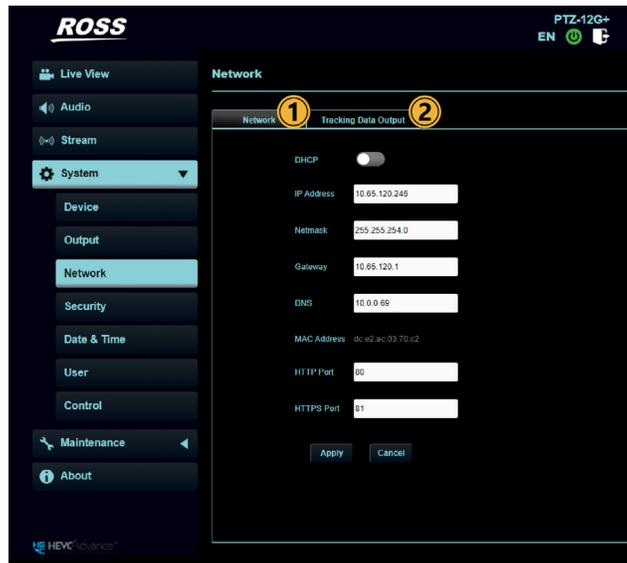 ROSS
PTZ-12G+
EN
Live View
Audio
Stream
System
Device
Output
Network
Security
Date & Time
User
Control
Maintenance
About
HEVC Advance
Network
Network 1 Tracking Data Output 2
DHCP
IP Address 10.65.120.246
Netmask 255.255.254.0
Gateway 10.65.120.1
DNS 10.0.0.69
MAC Address dc:e2:ac:03:70:c2
HTTP Port 80
HTTPS Port 81
Apply Cancel